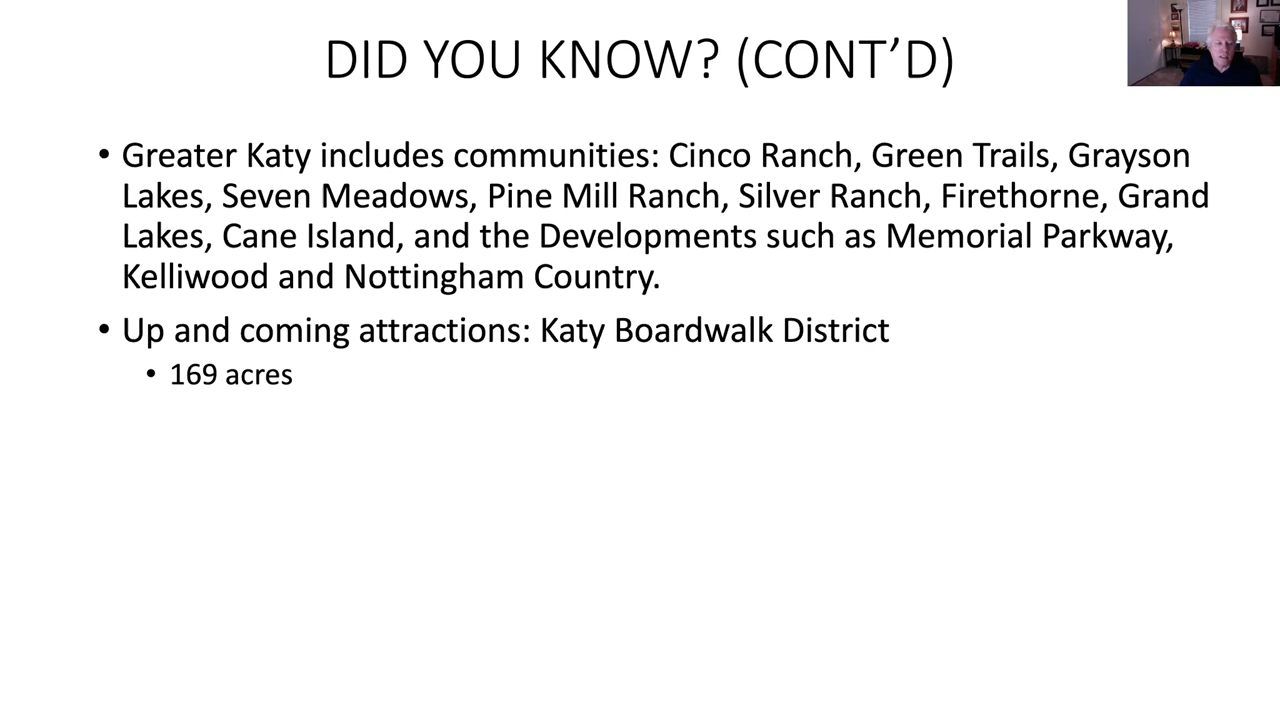 DID YOU KNOW? (CONT’D)
• Greater Katy includes communities: Cinco Ranch, Green Trails, Grayson
Lakes, Seven Meadows, Pine Mill Ranch, Silver Ranch, Firethorne, Grand
Lakes, Cane Island, and the Developments such as Memorial Parkway,
Kelliwood and Nottingham Country.
• Up and coming attractions: Katy Boardwalk District
• 169 acres